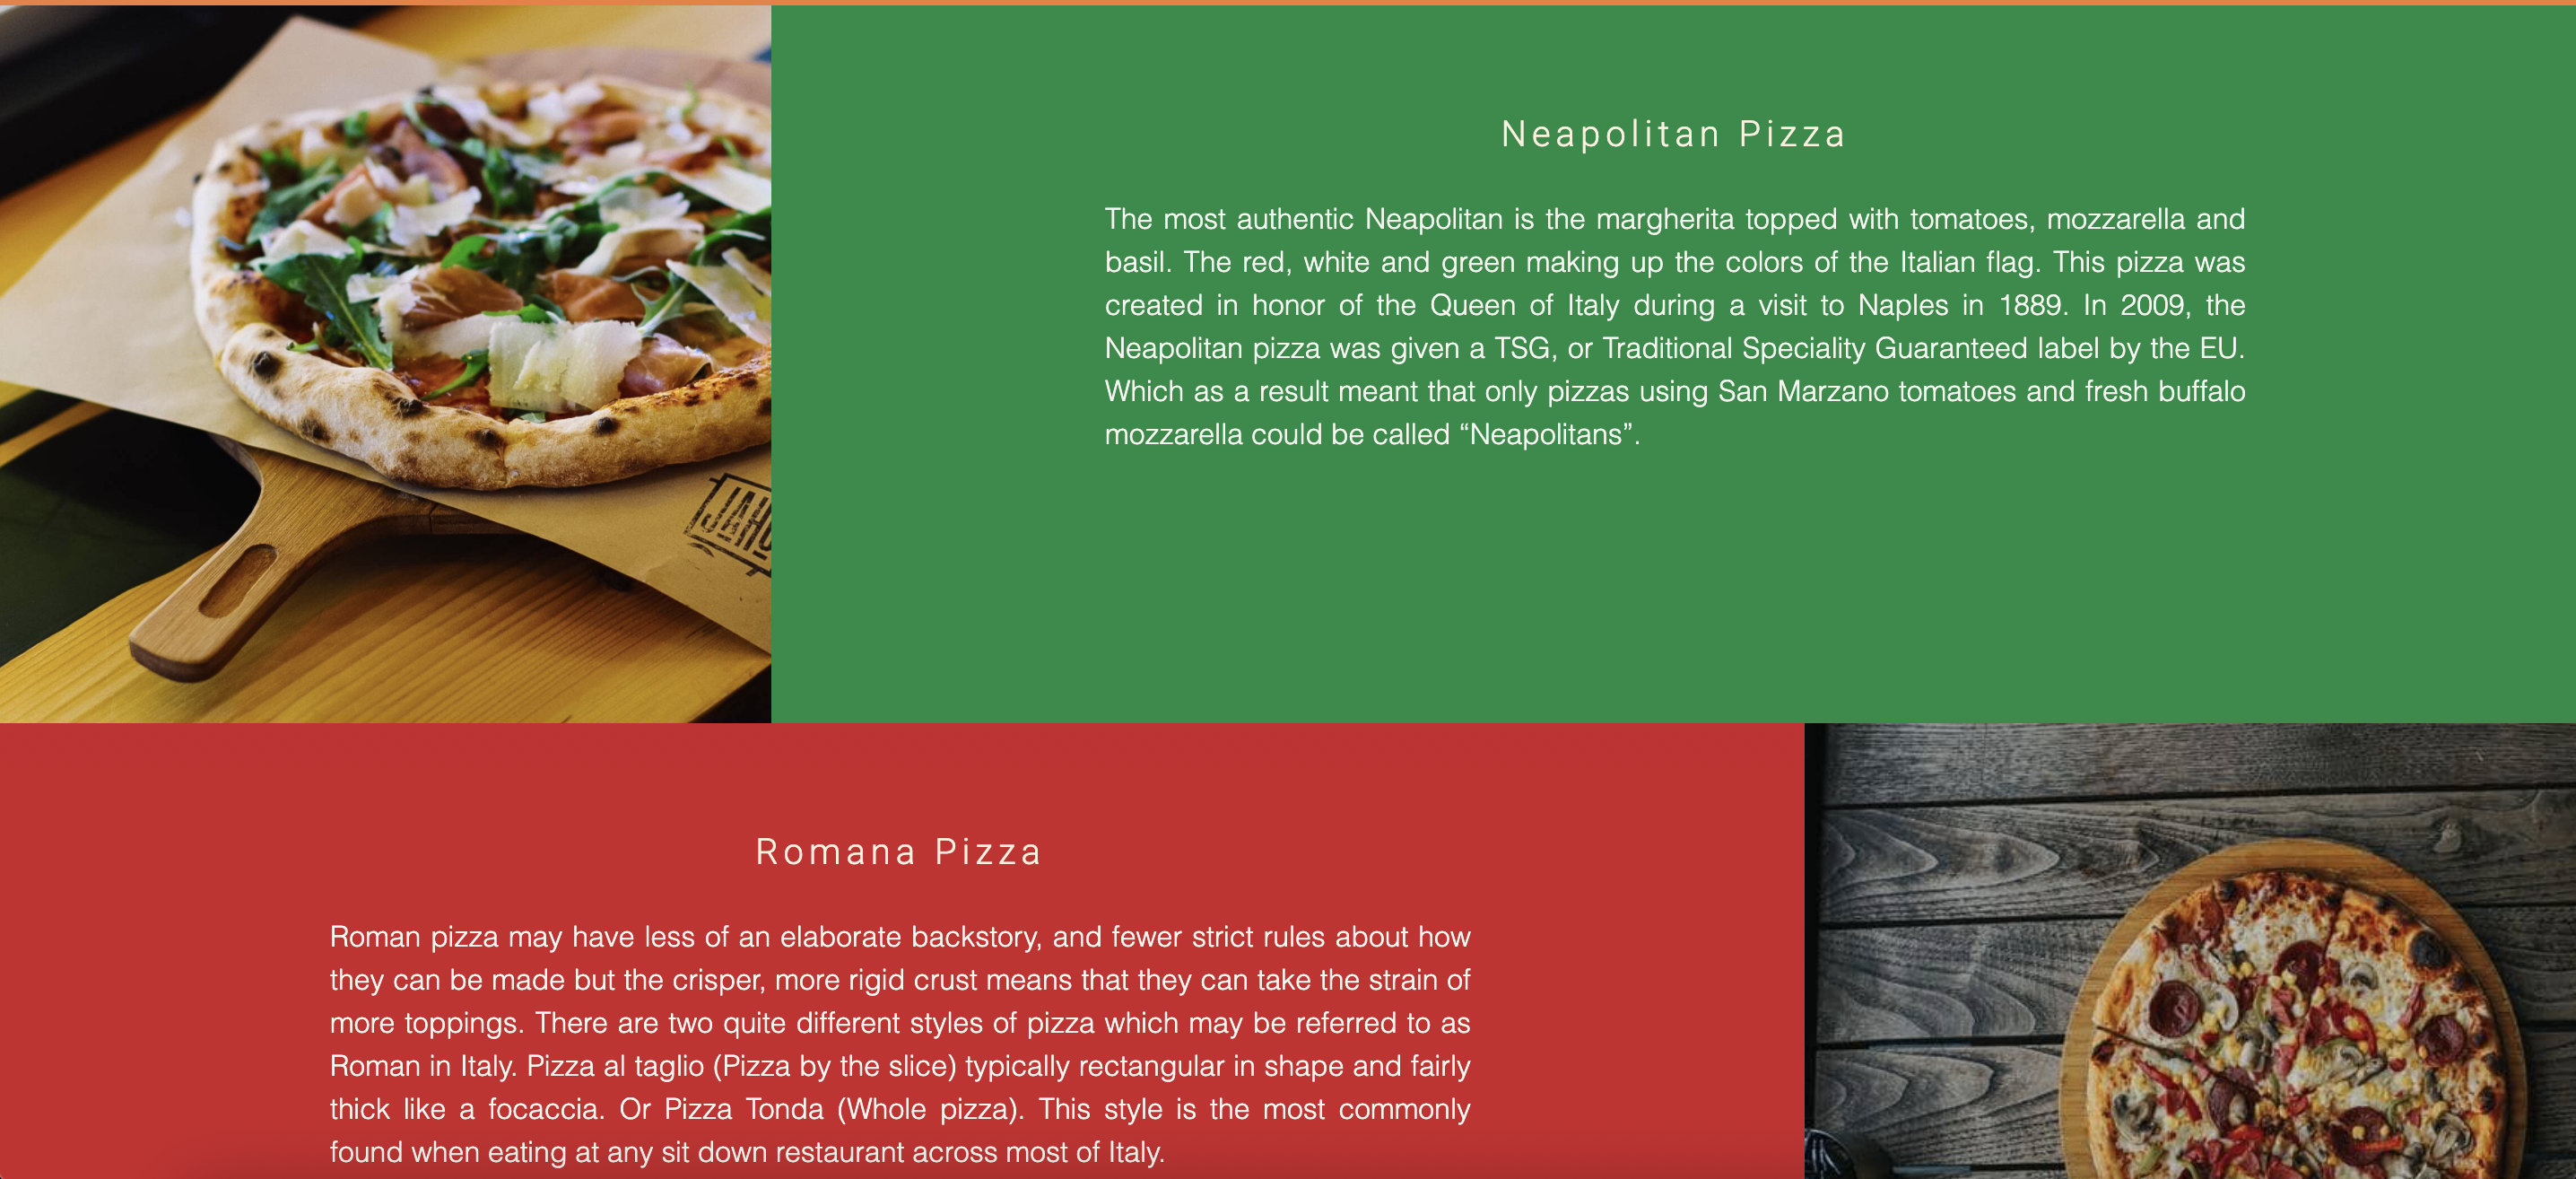 Neapolitan Pizza
The most authentic Neapolitan is the margherita topped with tomatoes, mozzarella and
basil. The red, white and green making up the colors of the Italian flag. This pizza was
created in honor of the Queen of Italy during a visit to Naples in 1889. In 2009, the
Neapolitan pizza was given a TSG, or Traditional Speciality Guaranteed label by the EU.
Which as a result meant that only pizzas using San Marzano tomatoes and fresh buffalo
mozzarella could be called “Neapolitans”.
Romana Pizza
Roman pizza may have less of an elaborate backstory, and fewer strict rules about how
they can be made but the crisper, more rigid crust means that they can take the strain of
more toppings. There are two quite different styles of pizza which may be referred to as
Roman in Italy. Pizza al taglio (Pizza by the slice) typically rectangular in shape and fairly
thick like a focaccia. Or Pizza Tonda (Whole pizza). This style is the most commonly
found when eating at any sit down restaurant across most of Italy.